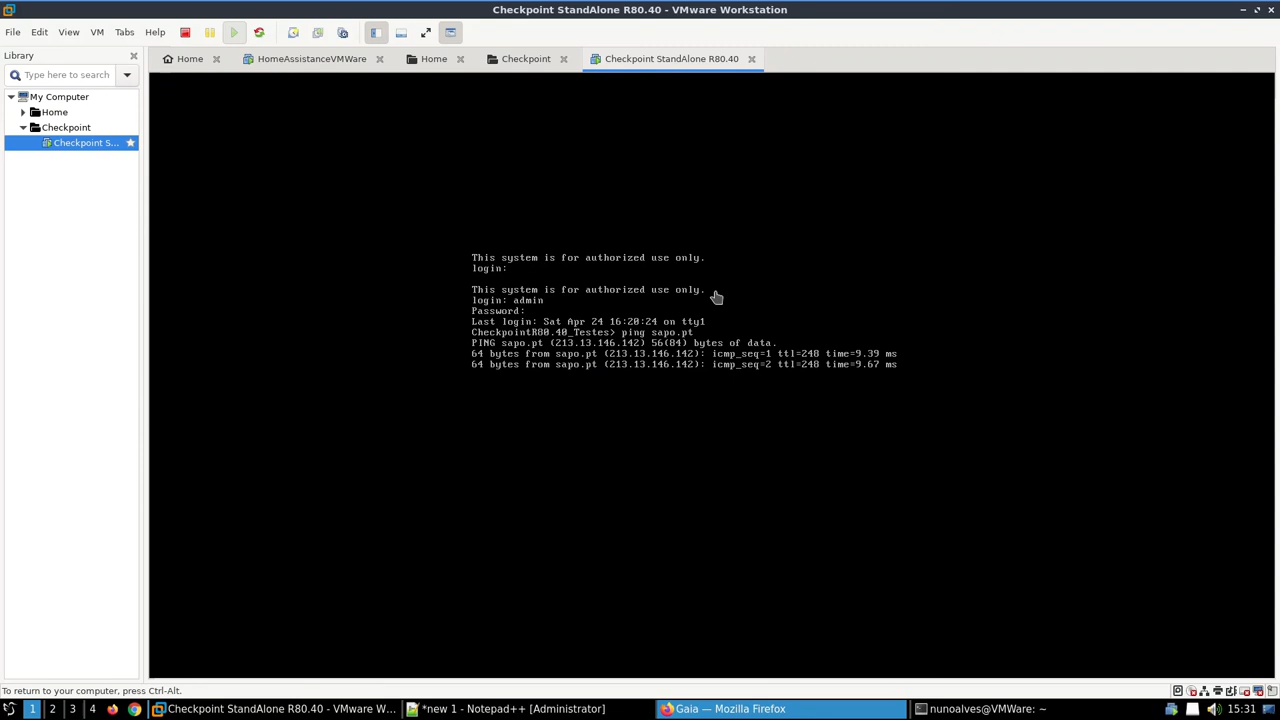 Checkpoint StandAlone R80.40 - VMware Workstation
File Edit View VM Tabs Help
Library
Type here to search
Home
HomeAssistanceVMWare
Home
Checkpoint
Checkpoint StandAlone R80.40
My Computer
Home
Checkpoint
Checkpoint S...
This system is for authorized use only.
login:
This system is for authorized use only.
login: admin
Password:
Last login: Sat Apr 24 16:20:24 on tty1
CheckpointR80.40_Testes> ping sapo.pt
PING sapo.pt (213.13.146.142) 56(84) bytes of data.
64 bytes from sapo.pt (213.13.146.142): icmp_seq=1 ttl=248 time=9.39 ms
64 bytes from sapo.pt (213.13.146.142): icmp_seq=2 ttl=248 time=9.67 ms
To return to your computer, press Ctrl-Alt.
1 2 3 4
Checkpoint StandAlone R80.40 - VMware W...
*new 1 - Notepad++ [Administrator]
Gaia — Mozilla Firefox
nunoalves@VMWare: ~
15:31